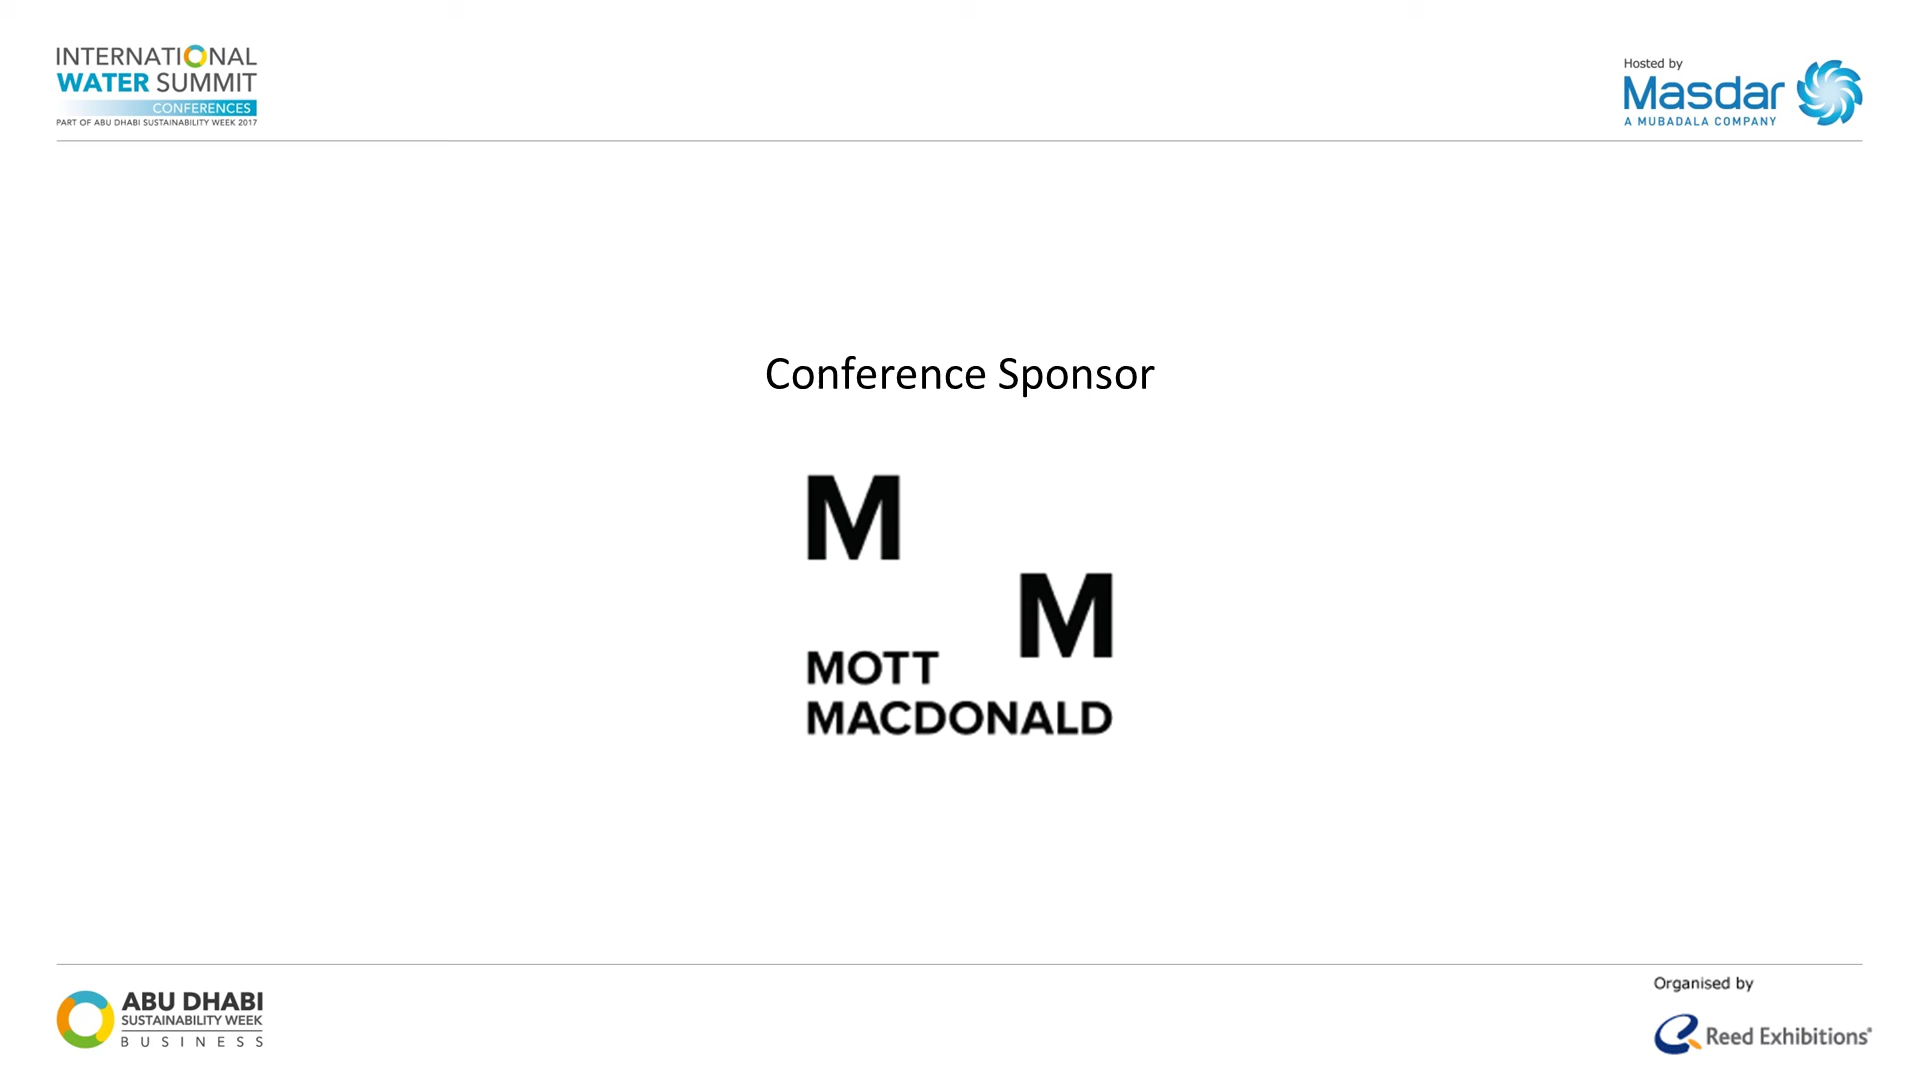 INTERNATIONAL
WATER SUMMIT
CONFERENCES
PART OF ABU DHABI SUSTAINABILITY WEEK 2017
Hosted by
Masdar
A MUBADALA COMPANY
Conference Sponsor
M
M
MOTT
MACDONALD
ABU DHABI
SUSTAINABILITY WEEK
BUSINESS
Organised by
Reed Exhibitions®